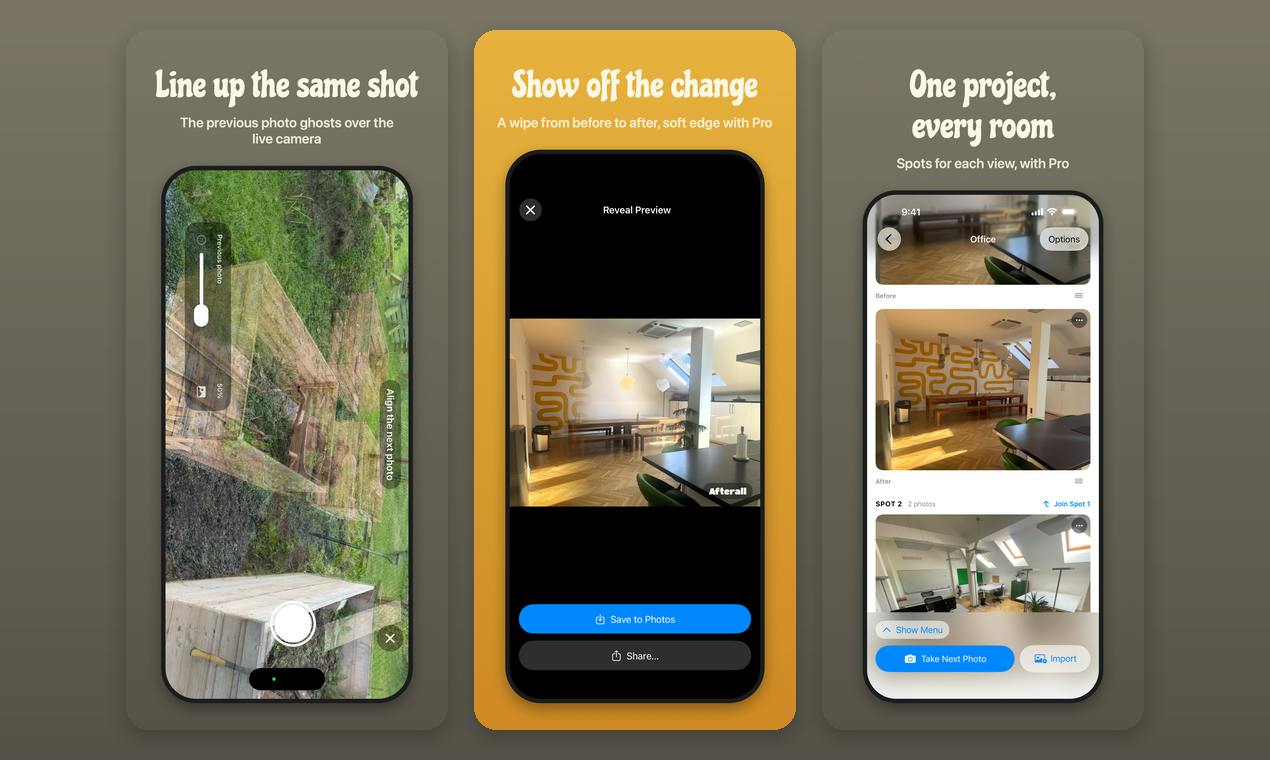 Line up the same shot
The previous photo ghosts over the
live camera
Previous photo
50%
Align the next photo
Show off the change
A wipe from before to after, soft edge with Pro
Reveal Preview
Afterall
Save to Photos
Share...
One project,
every room
Spots for each view, with Pro
9:41
Office
Options
Before
After
SPOT 2 2 photos
Join Spot 1
Show Menu
Take Next Photo
Import